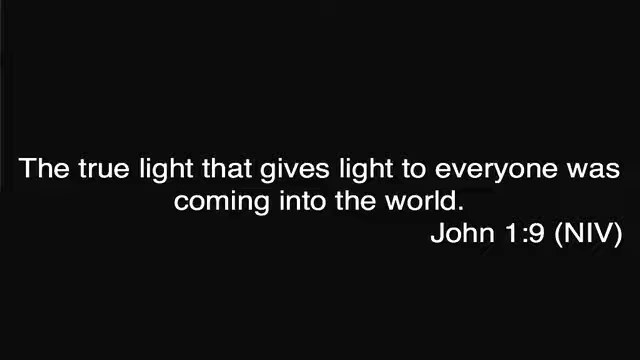 The true light that gives light to everyone was
coming into the world.
John 1:9 (NIV)